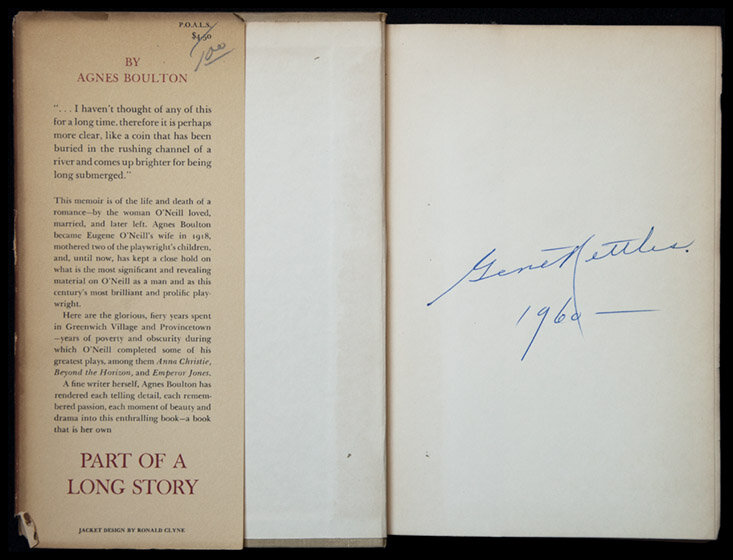 P.O.A.L.S.
$4.50
BY
AGNES BOULTON
". . . I haven't thought of any of this
for a long time, therefore it is perhaps
more clear, like a coin that has been
buried in the rushing channel of a
river and comes up brighter for being
long submerged."
This memoir is of the life and death of a
romance—by the woman O'Neill loved,
married, and later left. Agnes Boulton
became Eugene O'Neill's wife in 1918,
mothered two of the playwright's children,
and, until now, has kept a close hold on
what is the most significant and revealing
material on O'Neill as a man and as this
century's most brilliant and prolific play-
wright.
Here are the glorious, fiery years spent
in Greenwich Village and Provincetown
—years of poverty and obscurity during
which O'Neill completed some of his
greatest plays, among them Anna Christie,
Beyond the Horizon, and Emperor Jones.
A fine writer herself, Agnes Boulton has
rendered each telling detail, each remem-
bered passion, each moment of beauty and
drama into this enthralling book—a book
that is her own
PART OF A
LONG STORY
JACKET DESIGN BY RONALD CLYNE
Gene Nettles.
1960 —